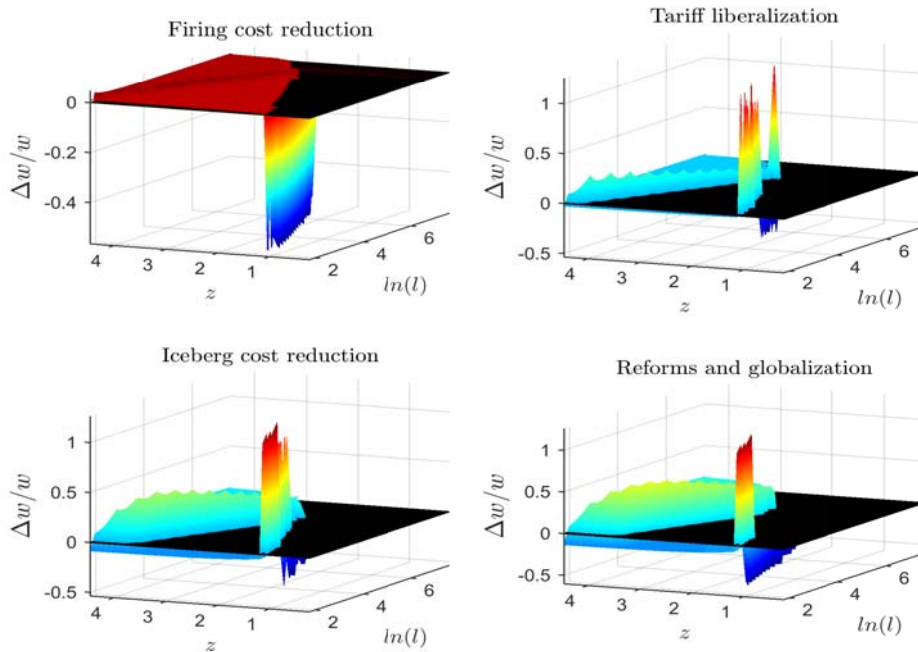 Firing cost reduction
0
-0.2
-0.4
Δw/w
4
3
2
1
z
2
4
6
ln(l)
Tariff liberalization
1
0.5
0
-0.5
Δw/w
4
3
2
1
z
2
4
6
ln(l)
Iceberg cost reduction
1
0.5
0
-0.5
Δw/w
4
3
2
1
z
2
4
6
ln(l)
Reforms and globalization
1
0.5
0
-0.5
Δw/w
4
3
2
1
z
2
4
6
ln(l)